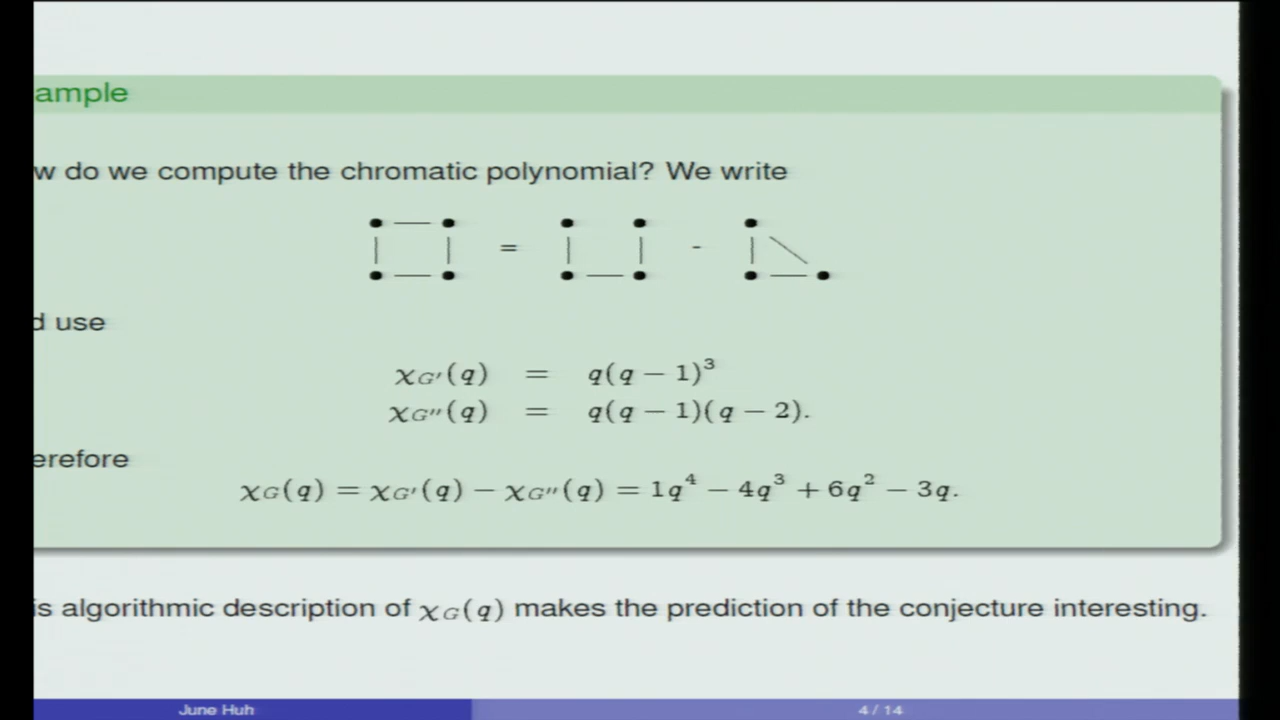 ample
w do we compute the chromatic polynomial? We write
= -
d use
χG′(q) = q(q − 1)³
χG″(q) = q(q − 1)(q − 2).
erefore
χG(q) = χG′(q) − χG″(q) = 1q⁴ − 4q³ + 6q² − 3q.
is algorithmic description of χG(q) makes the prediction of the conjecture interesting.
June Huh 4 / 14